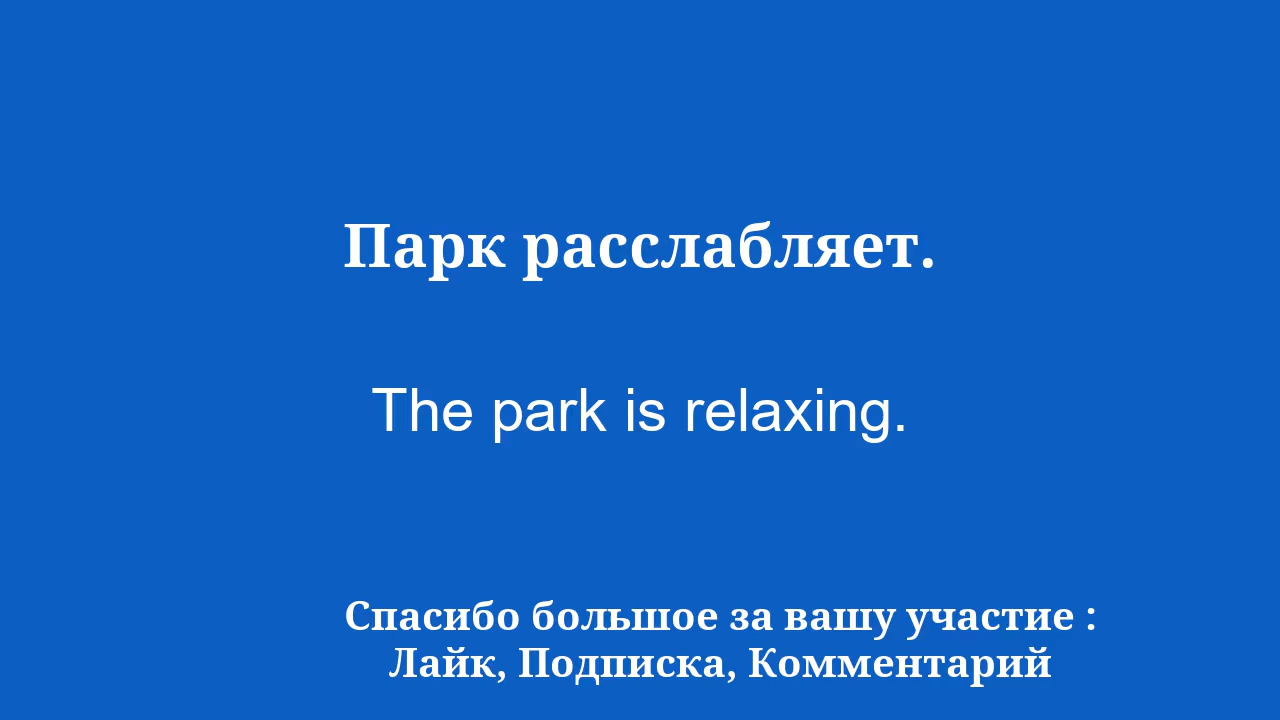 Парк расслабляет.
The park is relaxing.
Спасибо большое за вашу участие :
Лайк, Подписка, Комментарий